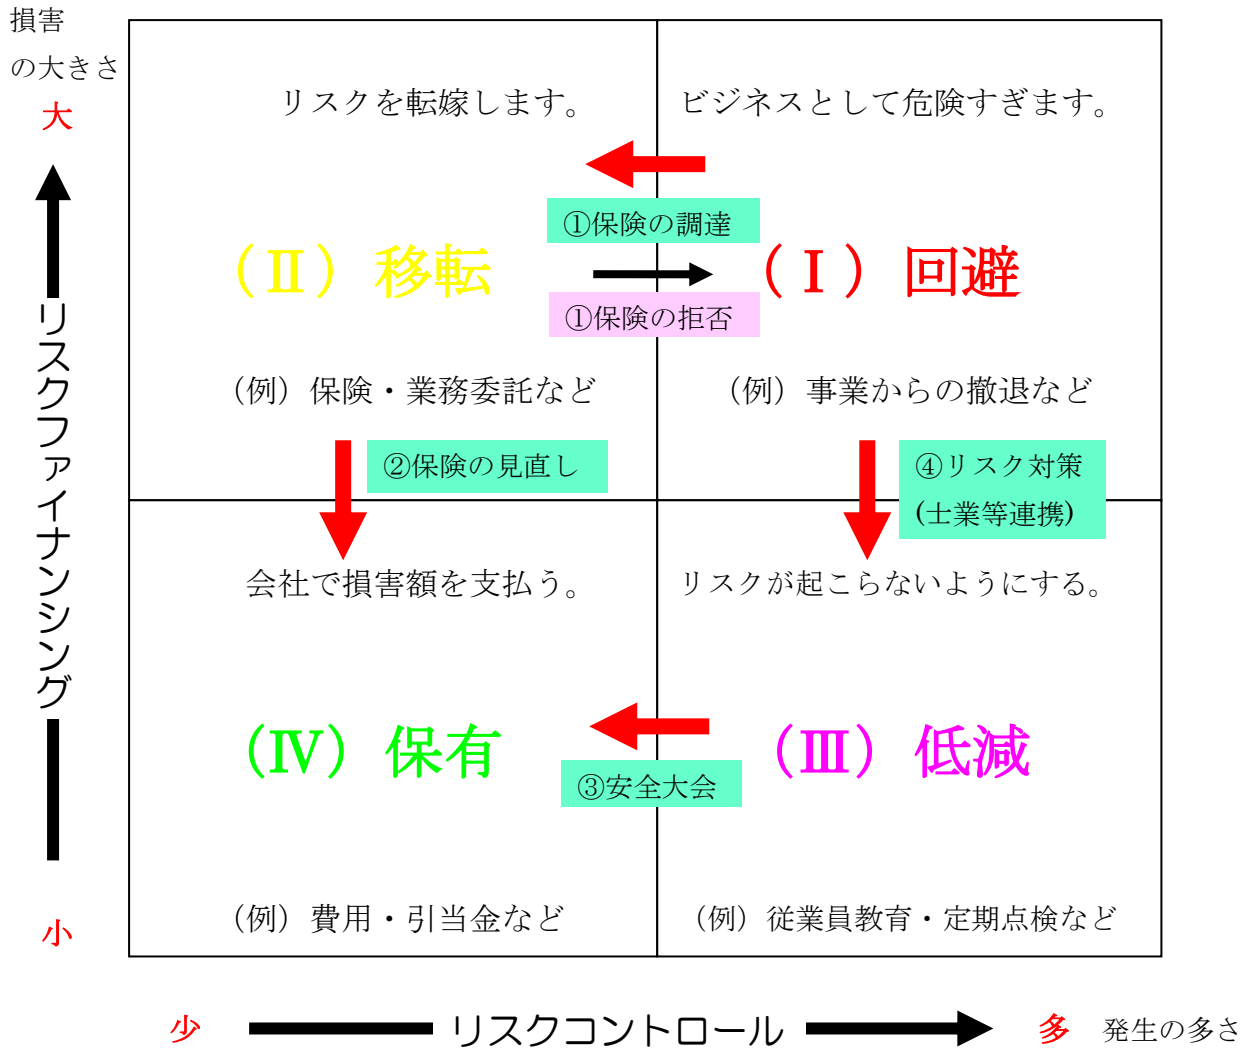 損害
の大きさ
大
リスクファイナンシング
小
リスクを転嫁します。
(Ⅱ) 移転
(例) 保険・業務委託など
ビジネスとして危険すぎます。
(Ⅰ) 回避
(例) 事業からの撤退など
①保険の調達
①保険の拒否
②保険の見直し
④リスク対策
(士業等連携)
会社で損害額を支払う。
(Ⅳ) 保有
(例) 費用・引当金など
リスクが起こらないようにする。
(Ⅲ) 低減
(例) 従業員教育・定期点検など
③安全大会
少
リスクコントロール
多
発生の多さ